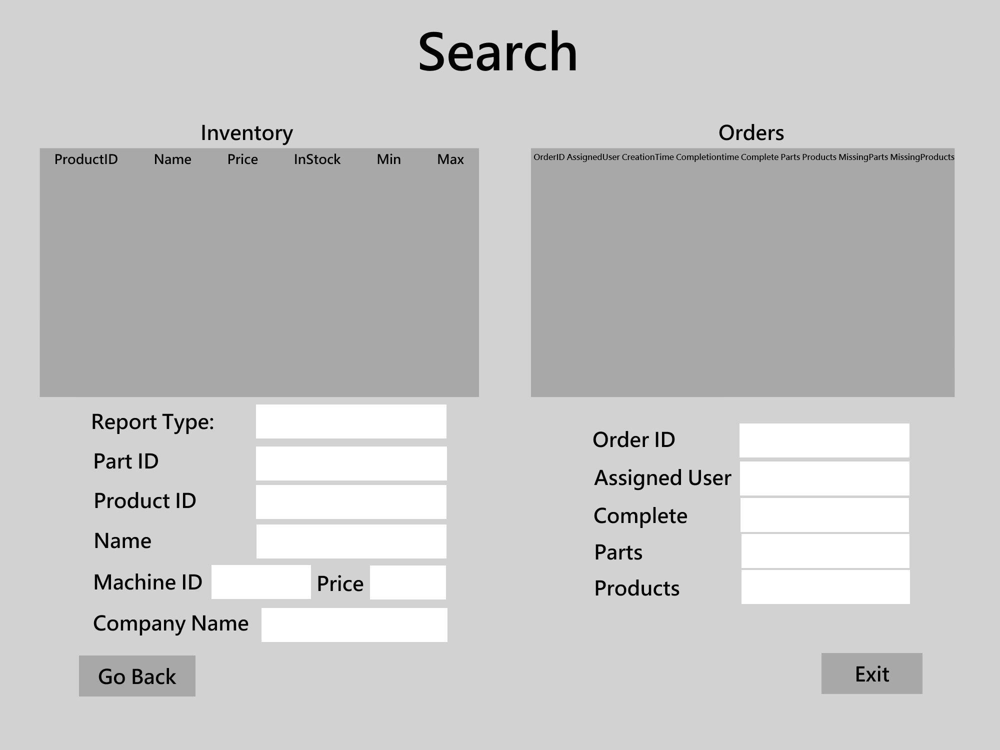 Search
Inventory
ProductID Name Price InStock Min Max
Orders
OrderID AssignedUser CreationTime Completiontime Complete Parts Products MissingParts MissingProducts
Report Type:
Part ID
Product ID
Name
Machine ID Price
Company Name
Order ID
Assigned User
Complete
Parts
Products
Go Back
Exit